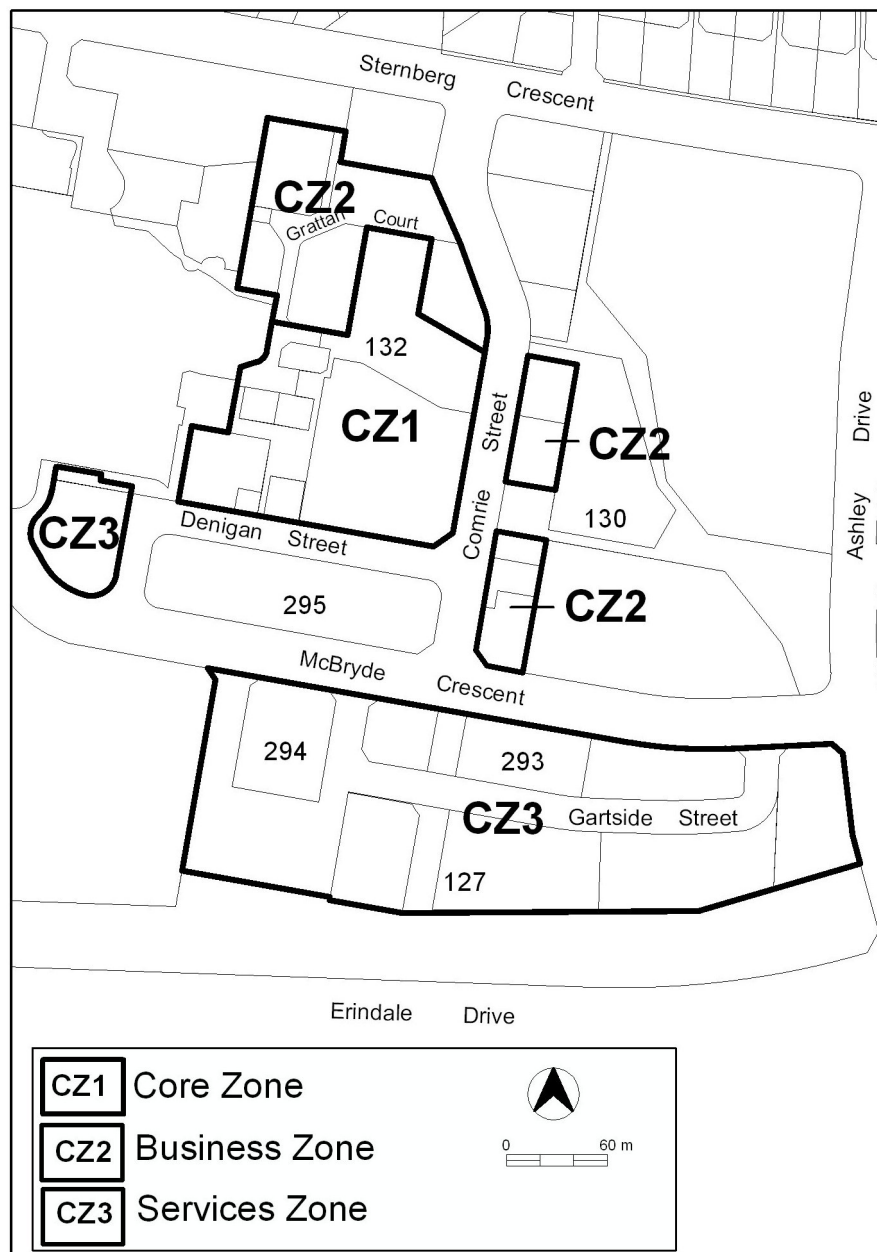 Sternberg Crescent
CZ2
Grattan Court
132
CZ1
Street
Comrie
CZ2
Drive
Ashley
130
CZ3
Denigan Street
CZ2
295
McBryde Crescent
294
293
CZ3
Gartside Street
127
Erindale Drive
CZ1 Core Zone
CZ2 Business Zone
CZ3 Services Zone
0 60 m